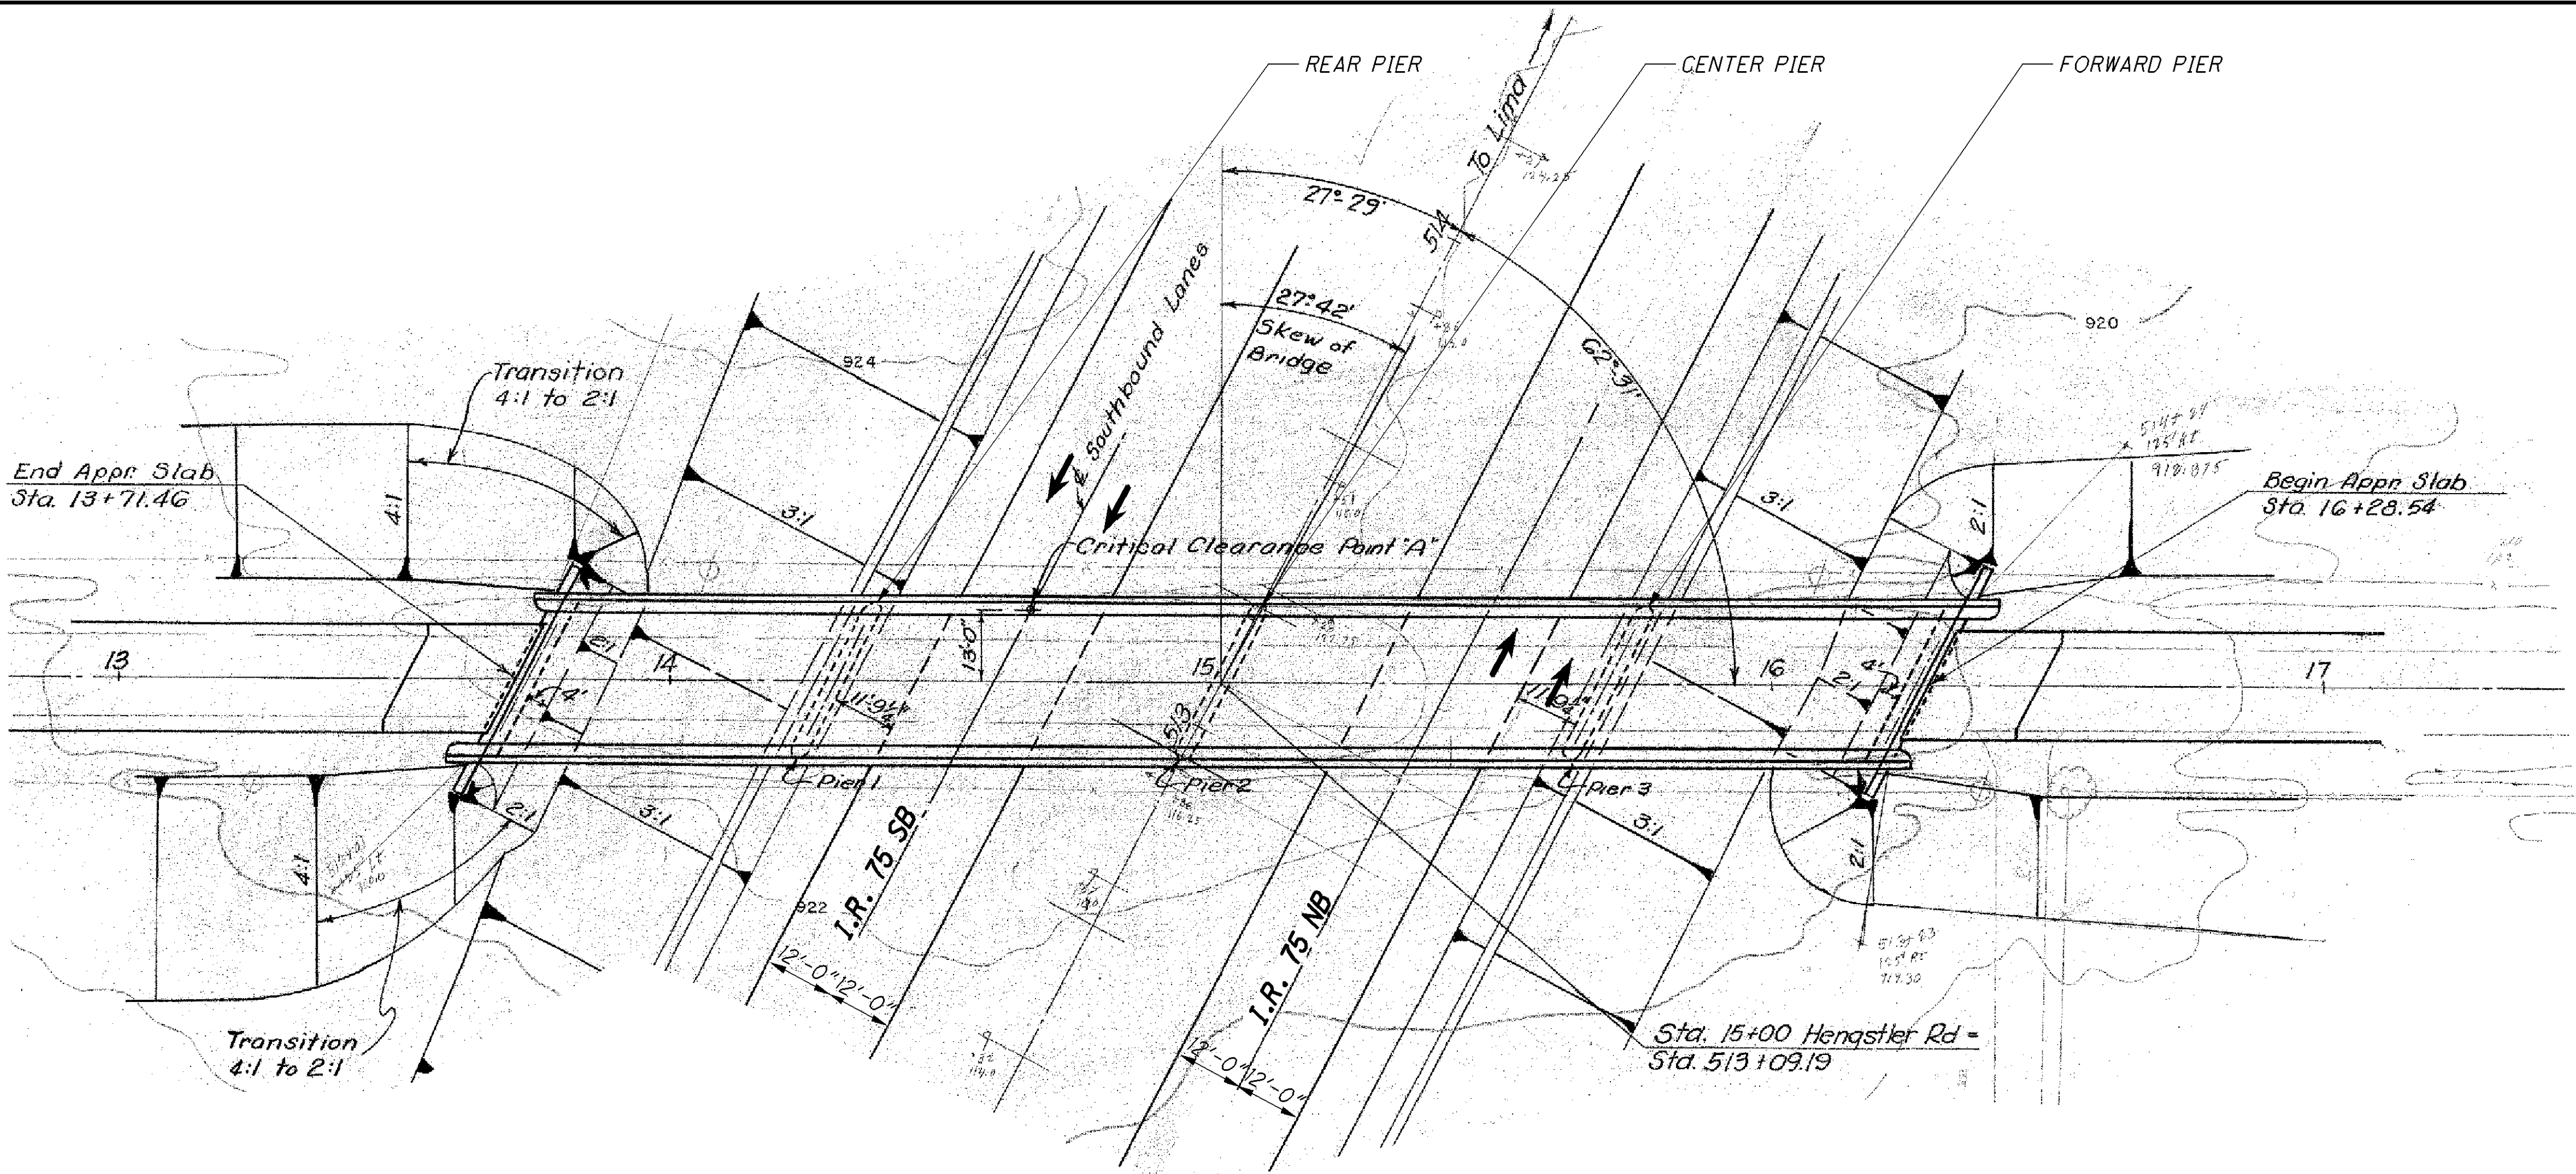 REAR PIER
CENTER PIER
FORWARD PIER
To Lima
27°-29'
514
27°42'
Skew of
Bridge
62°-31'
Southbound Lanes
924
920
Transition
4:1 to 2:1
End Appr. Slab
Sta. 13+71.46
4:1
3:1
3:1
2:1
Begin Appr. Slab
Sta. 16+28.54
Critical Clearance Point "A"
13'-0"
13
14
15
16
17
2:1
4'
11'-9¼"
11'-9¼"
2:1
4'
513
Pier 1
Pier 2
Pier 3
2:1
3:1
3:1
4:1
2:1
922
I.R. 75 SB
I.R. 75 NB
12'-0"
12'-0"
12'-0"
12'-0"
Transition
4:1 to 2:1
Sta. 15+00 Hengstler Rd =
Sta. 513+09.19